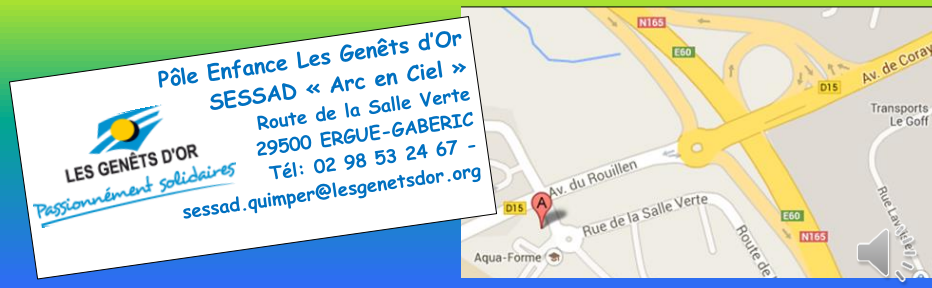 Pôle Enfance Les Genêts d'Or
SESSAD « Arc en Ciel »
Route de la Salle Verte
29500 ERGUE-GABERIC
Tél: 02 98 53 24 67 -
sessad.quimper@lesgenetsdor.org
LES GENÊTS D'OR
Passionnément solidaires
N165
E60
D15
Av. de Coray
Transports
Le Goff
Av. du Rouillen
D15
A
Rue de la Salle Verte
E60
N165
Aqua-Forme
Route de